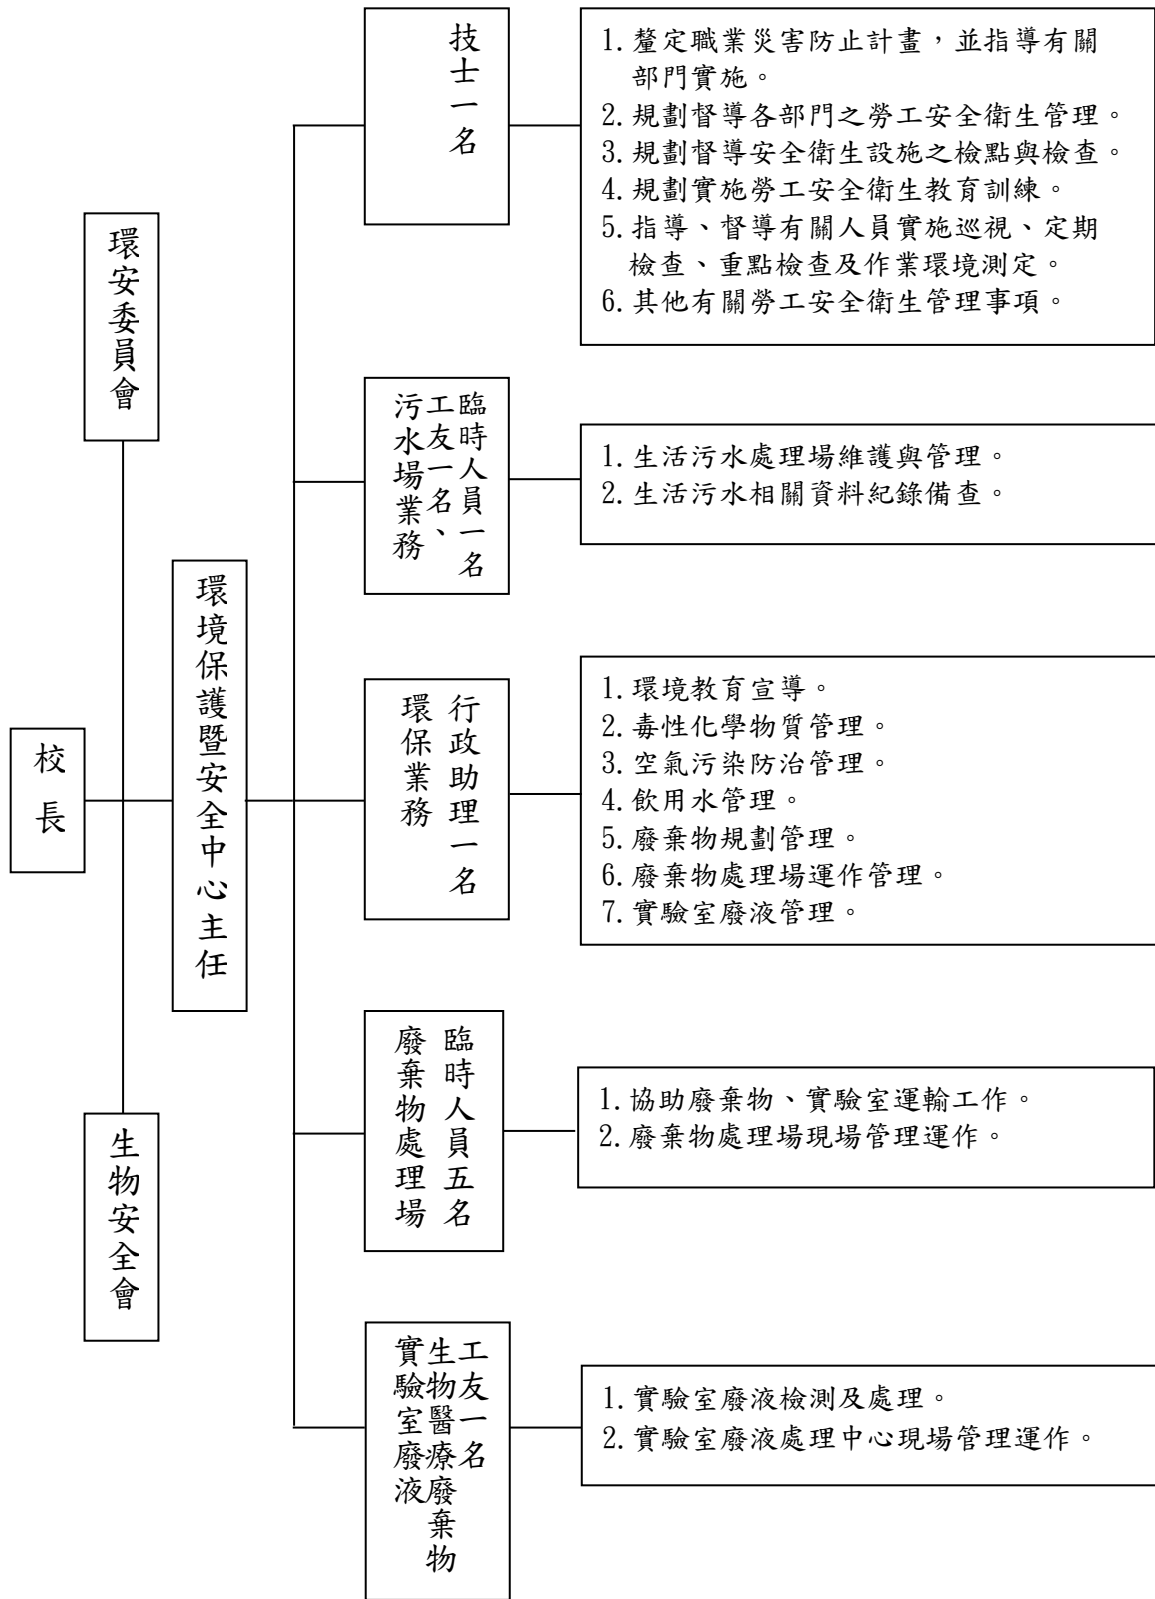 校長
環安委員會
環境保護暨安全中心主任
生物安全會
技士一名
1.釐定職業災害防止計畫，並指導有關
部門實施。
2.規劃督導各部門之勞工安全衛生管理。
3.規劃督導安全衛生設施之檢點與檢查。
4.規劃實施勞工安全衛生教育訓練。
5.指導、督導有關人員實施巡視、定期
檢查、重點檢查及作業環境測定。
6.其他有關勞工安全衛生管理事項。
臨時人員一名
工友一名、
污水場業務
1.生活污水處理場維護與管理。
2.生活污水相關資料紀錄備查。
行政助理一名
環保業務
1.環境教育宣導。
2.毒性化學物質管理。
3.空氣污染防治管理。
4.飲用水管理。
5.廢棄物規劃管理。
6.廢棄物處理場運作管理。
7.實驗室廢液管理。
臨時人員五名
廢棄物處理場
1.協助廢棄物、實驗室運輸工作。
2.廢棄物處理場現場管理運作。
工友一名
生物醫療廢棄物
實驗室廢液
1.實驗室廢液檢測及處理。
2.實驗室廢液處理中心現場管理運作。